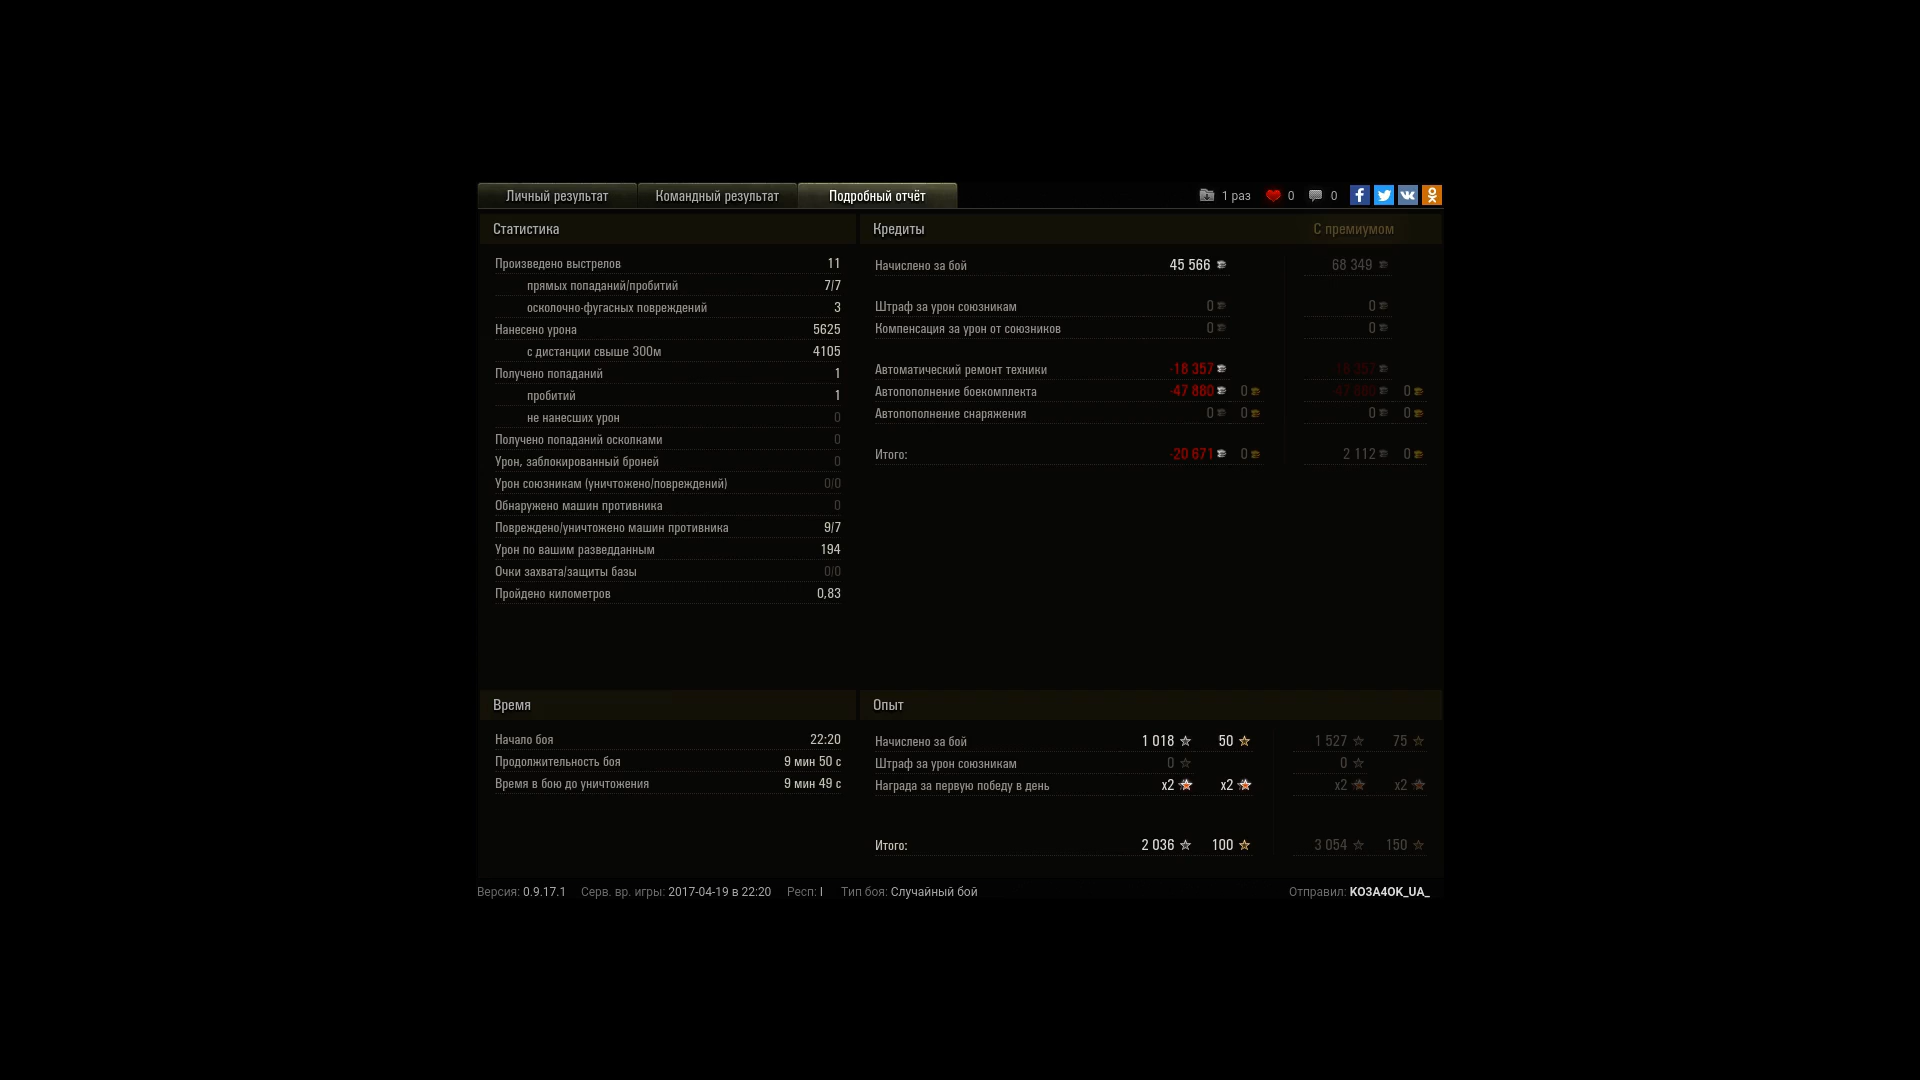 Личный результат Командный результат Подробный отчёт 1 раз 0 0
Статистика
Произведено выстрелов 11
прямых попаданий/пробитий 7/7
осколочно-фугасных повреждений 3
Нанесено урона 5625
с дистанции свыше 300м 4105
Получено попаданий 1
пробитий 1
не нанесших урон 0
Получено попаданий осколками 0
Урон, заблокированный броней 0
Урон союзникам (уничтожено/повреждений) 0/0
Обнаружено машин противника 0
Повреждено/уничтожено машин противника 9/7
Урон по вашим разведданным 194
Очки захвата/защиты базы 0/0
Пройдено километров 0,83
Кредиты С премиумом
Начислено за бой 45 566 68 349
Штраф за урон союзникам 0 0
Компенсация за урон от союзников 0 0
Автоматический ремонт техники -18 357 -18 357
Автопополнение боекомплекта -47 880 0 -47 880 0
Автопополнение снаряжения 0 0 0 0
Итого: -20 671 0 2 112 0
Время
Начало боя 22:20
Продолжительность боя 9 мин 50 с
Время в бою до уничтожения 9 мин 49 с
Опыт
Начислено за бой 1 018 50 1 527 75
Штраф за урон союзникам 0 0
Награда за первую победу в день x2 x2 x2 x2
Итого: 2 036 100 3 054 150
Версия: 0.9.17.1 Серв. вр. игры: 2017-04-19 в 22:20 Респ: I Тип боя: Случайный бой Отправил: KO3A4OK_UA_